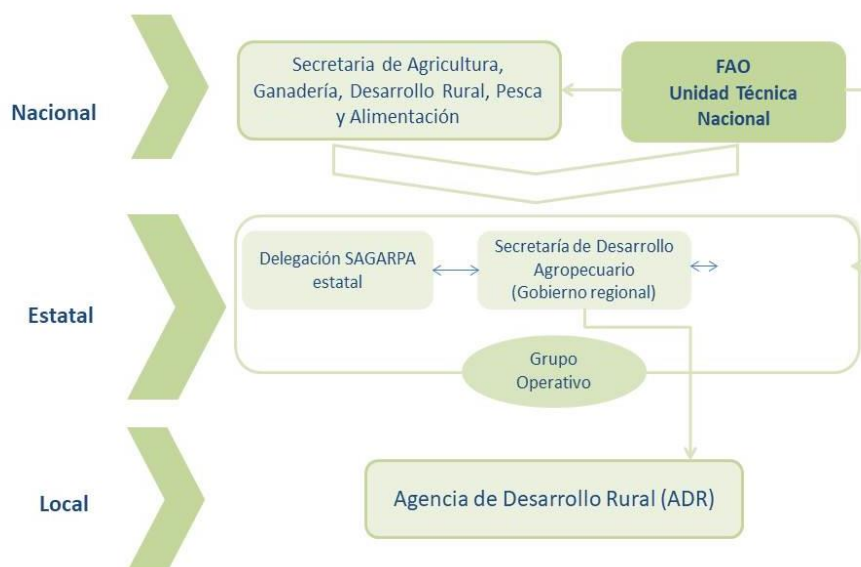 Nacional
Secretaria de Agricultura,
Ganadería, Desarrollo Rural, Pesca
y Alimentación
FAO
Unidad Técnica
Nacional
Estatal
Delegación SAGARPA
estatal
Secretaría de Desarrollo
Agropecuario
(Gobierno regional)
Grupo
Operativo
Local
Agencia de Desarrollo Rural (ADR)